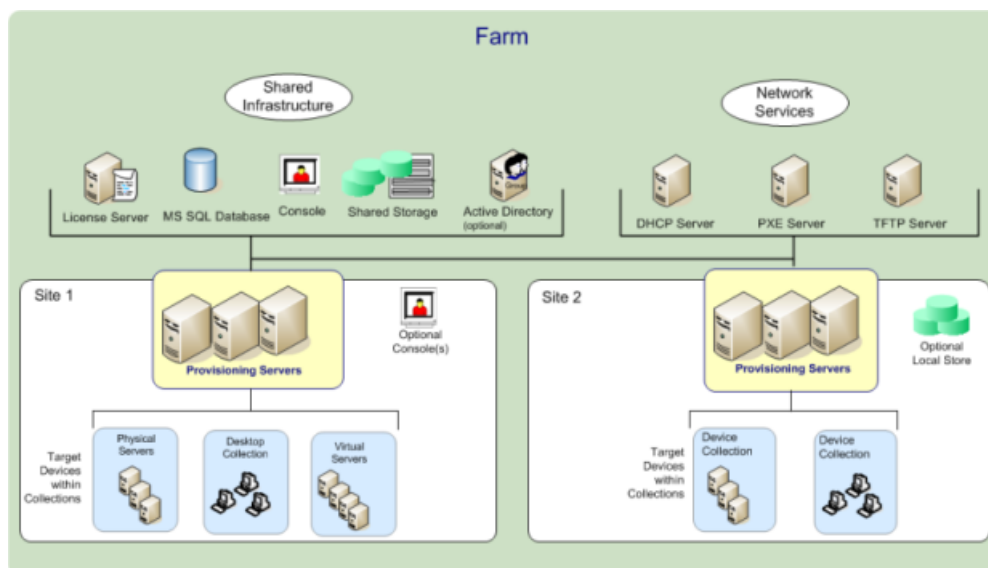 Farm
Shared
Infrastructure
Network
Services
License Server
MS SQL Database
Console
Shared Storage
Group
Active Directory
(optional)
DHCP Server
PXE Server
TFTP Server
Site 1
Provisioning Servers
Optional
Console(s)
Target
Devices
within
Collections
Physical
Servers
Desktop
Collection
Virtual
Servers
Site 2
Provisioning Servers
Optional
Local Store
Target
Devices
within
Collections
Device
Collection
Device
Collection